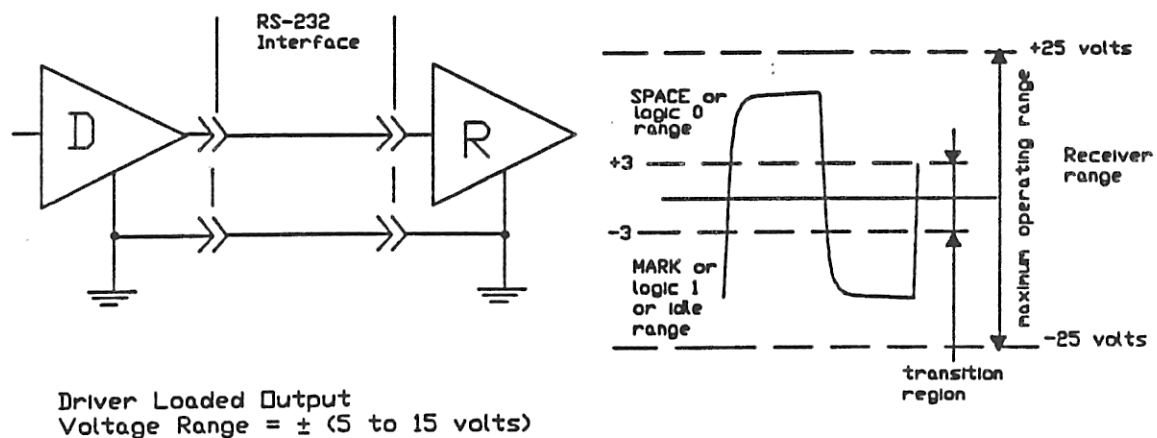 RS-232
Interface
D
R
Driver Loaded Output
Voltage Range = ± (5 to 15 volts)
+25 volts
SPACE or
logic 0
range
+3
-3
MARK or
logic 1
or idle
range
maximum operating range
Receiver
range
-25 volts
transition
region